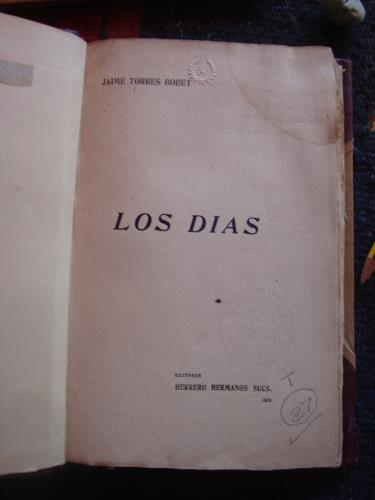 JAIME TORRES BODET
LOS DIAS
EDITORES
HERRERO HERMANOS SUCS.